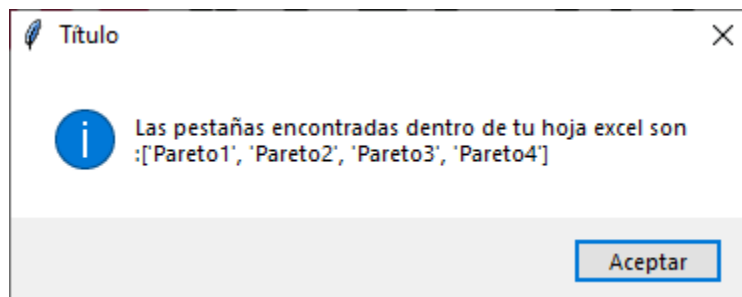 Título
Las pestañas encontradas dentro de tu hoja excel son
:['Pareto1', 'Pareto2', 'Pareto3', 'Pareto4']
Aceptar